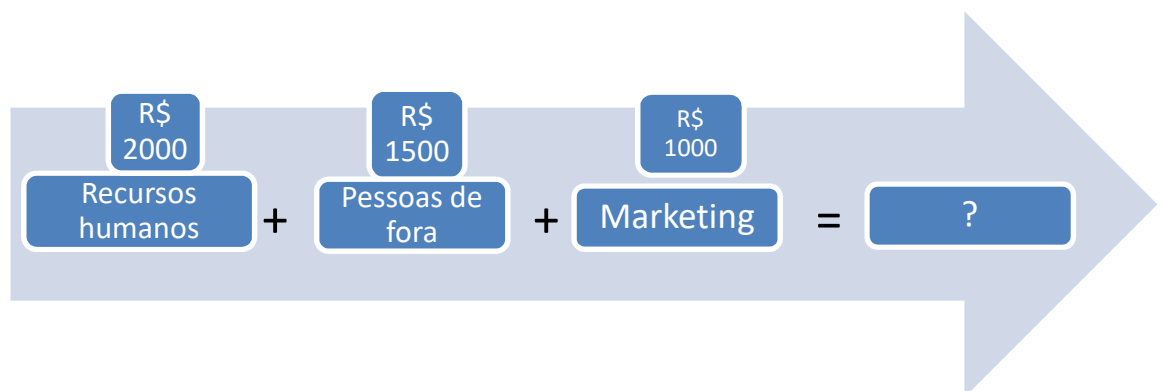 R$
2000
R$
1500
R$
1000
Recursos
humanos
+
Pessoas de
fora
+
Marketing
=
?